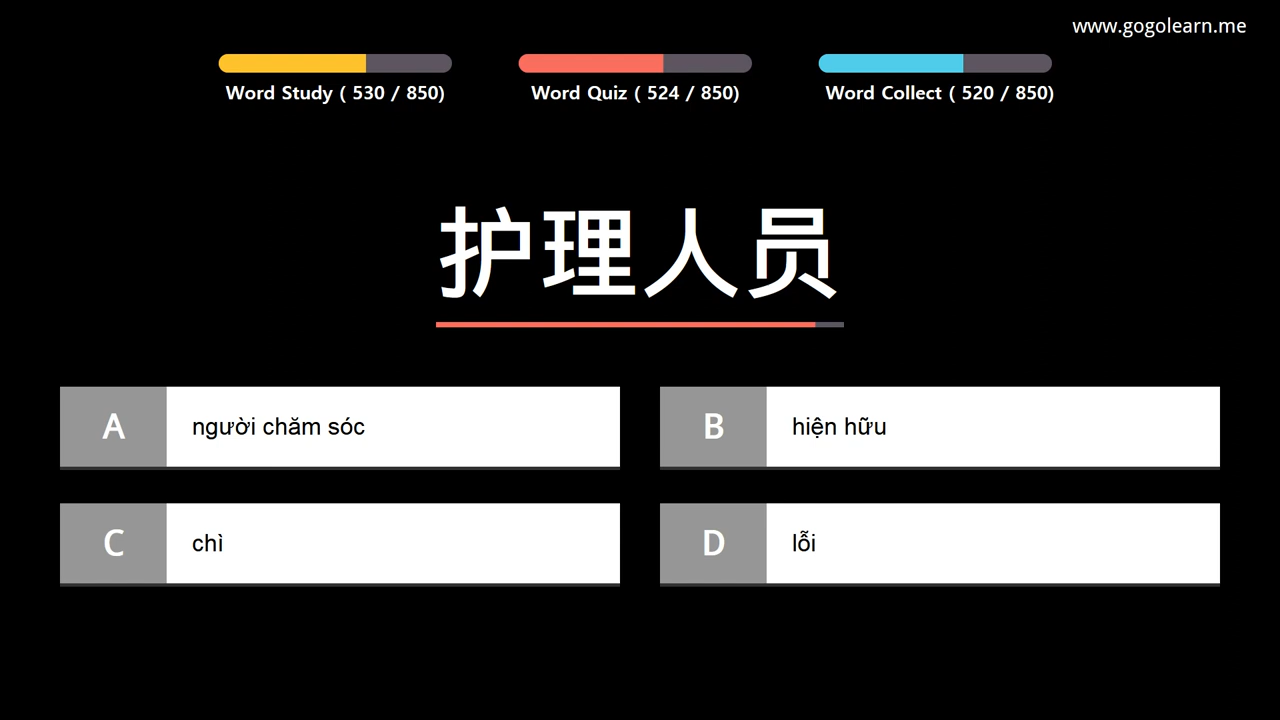 www.gogolearn.me
Word Study ( 530 / 850)
Word Quiz ( 524 / 850)
Word Collect ( 520 / 850)
护理人员
A người chăm sóc
B hiện hữu
C chì
D lỗi